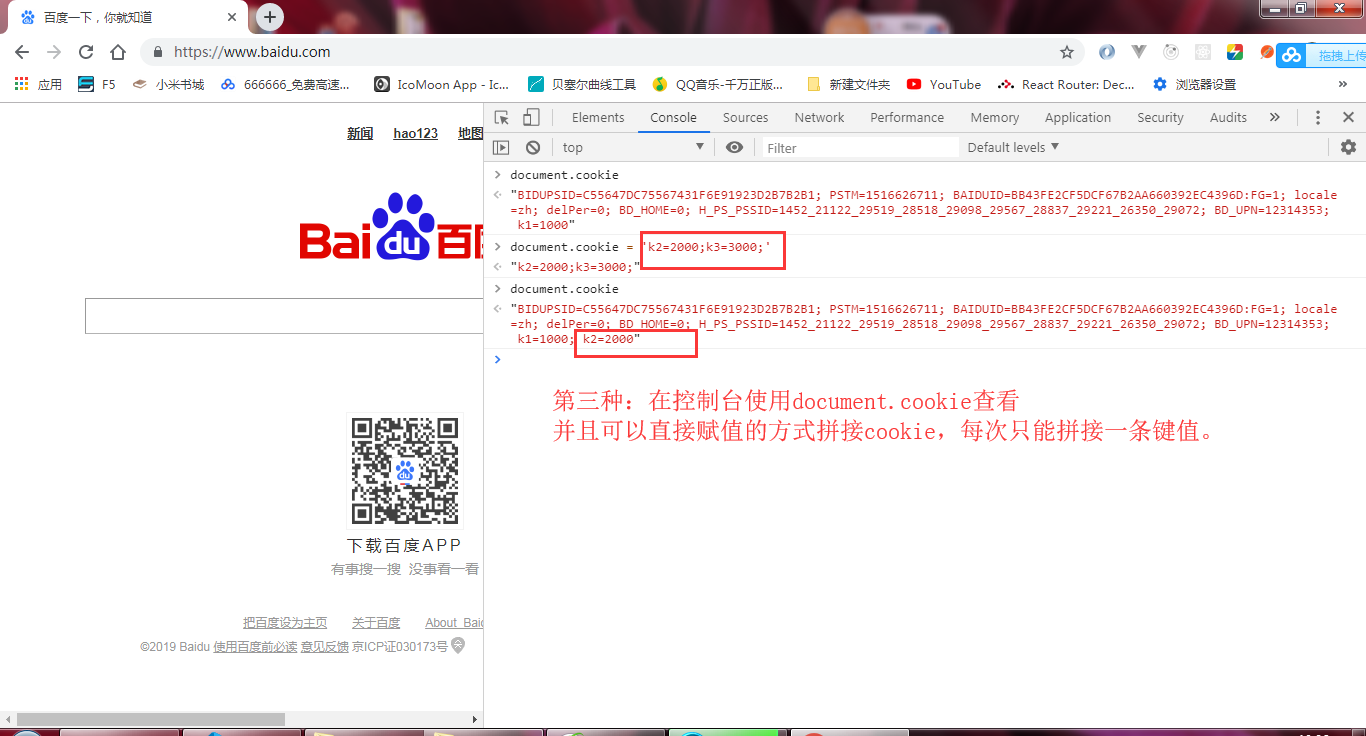 百度一下，你就知道
https://www.baidu.com
拖拽上传
应用 F5 小米书城 666666_免费高速... IcoMoon App - Ic... 贝塞尔曲线工具 QQ音乐-千万正版... 新建文件夹 YouTube React Router: Dec... 浏览器设置 »
新闻 hao123 地图
Elements Console Sources Network Performance Memory Application Security Audits »
top Filter Default levels
document.cookie
"BIDUPSID=C55647DC75567431F6E91923D2B7B2B1; PSTM=1516626711; BAIDUID=BB43FE2CF5DCF67B2AA660392EC4396D:FG=1; locale
=zh; delPer=0; BD_HOME=0; H_PS_PSSID=1452_21122_29519_28518_29098_29567_28837_29221_26350_29072; BD_UPN=12314353;
k1=1000"
document.cookie = 'k2=2000;k3=3000;'
"k2=2000;k3=3000;"
document.cookie
"BIDUPSID=C55647DC75567431F6E91923D2B7B2B1; PSTM=1516626711; BAIDUID=BB43FE2CF5DCF67B2AA660392EC4396D:FG=1; locale
=zh; delPer=0; BD_HOME=0; H_PS_PSSID=1452_21122_29519_28518_29098_29567_28837_29221_26350_29072; BD_UPN=12314353;
k1=1000; k2=2000"
Bai du 百度
第三种：在控制台使用document.cookie查看
并且可以直接赋值的方式拼接cookie，每次只能拼接一条键值。
du
下载百度APP
有事搜一搜 没事看一看
把百度设为主页 关于百度 About Baid
©2019 Baidu 使用百度前必读 意见反馈 京ICP证030173号